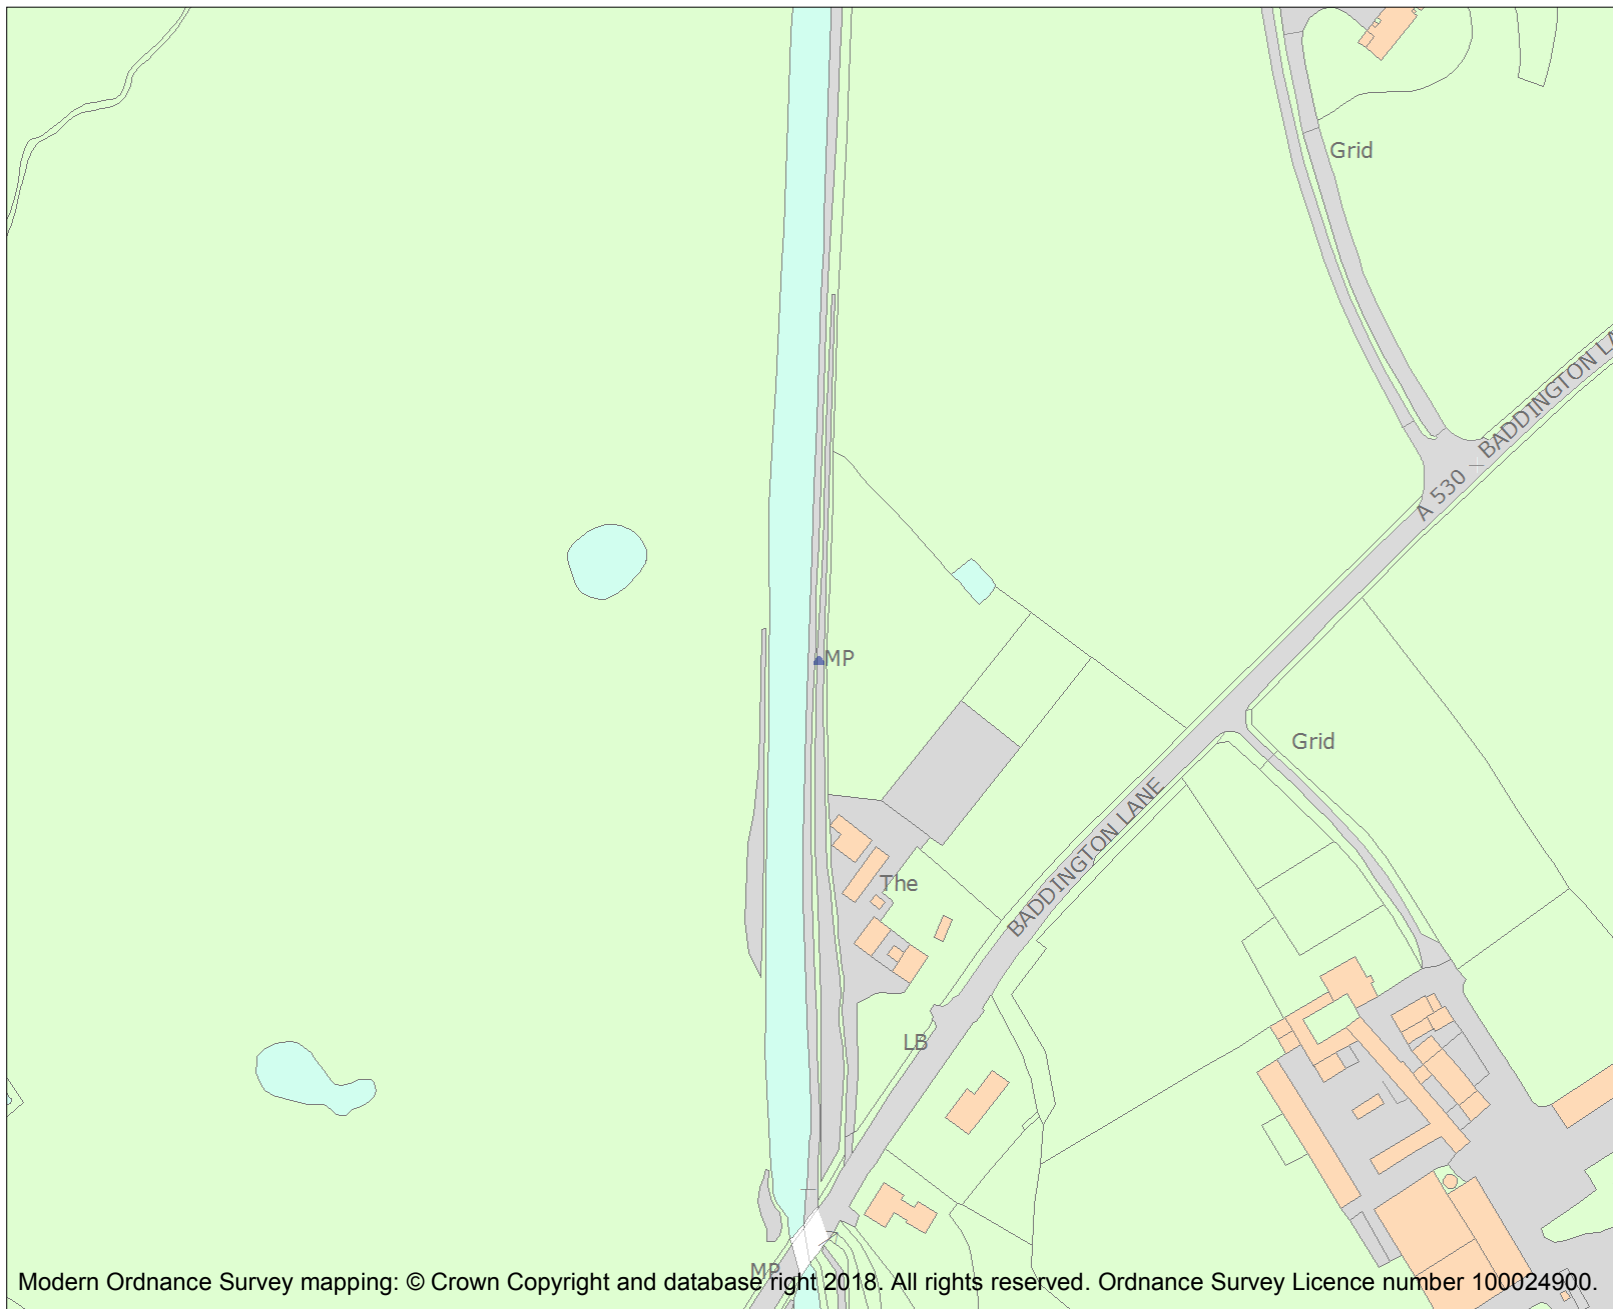 Grid
BADDINGTON LA
A 530
MP
Grid
BADDINGTON LANE
The
LB
MP
Modern Ordnance Survey mapping: © Crown Copyright and database right 2018. All rights reserved. Ordnance Survey Licence number 100024900.